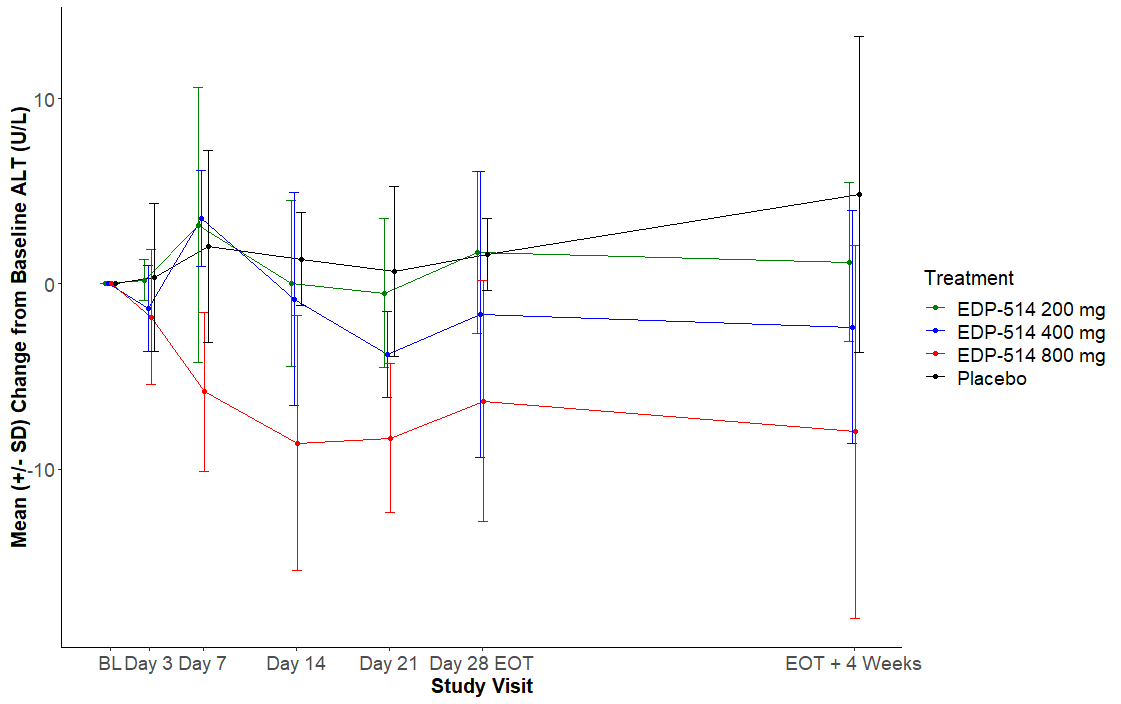 Mean (+/- SD) Change from Baseline ALT (U/L)
10
0
-10
BL Day 3 Day 7 Day 14 Day 21 Day 28 EOT EOT + 4 Weeks
Study Visit
Treatment
EDP-514 200 mg
EDP-514 400 mg
EDP-514 800 mg
Placebo